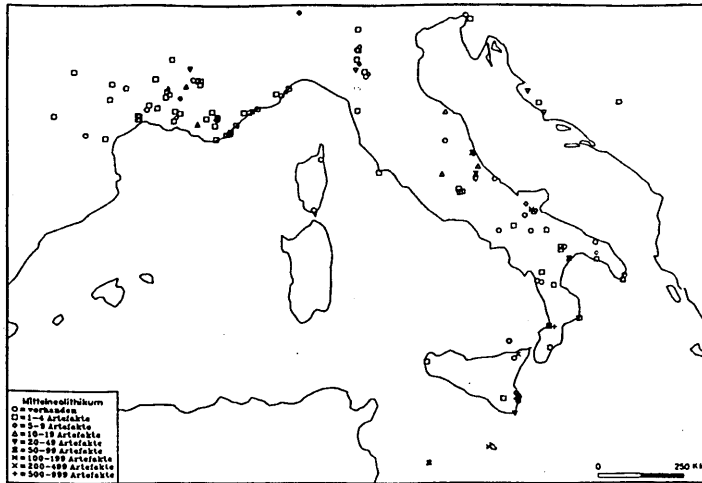 Mittelneolithikum
= vorhanden
= 1-4 Artefakte
= 5-9 Artefakte
= 10-19 Artefakte
= 20-49 Artefakte
= 50-99 Artefakte
= 100-199 Artefakte
= 200-499 Artefakte
= 500-999 Artefakte
0 250 KM